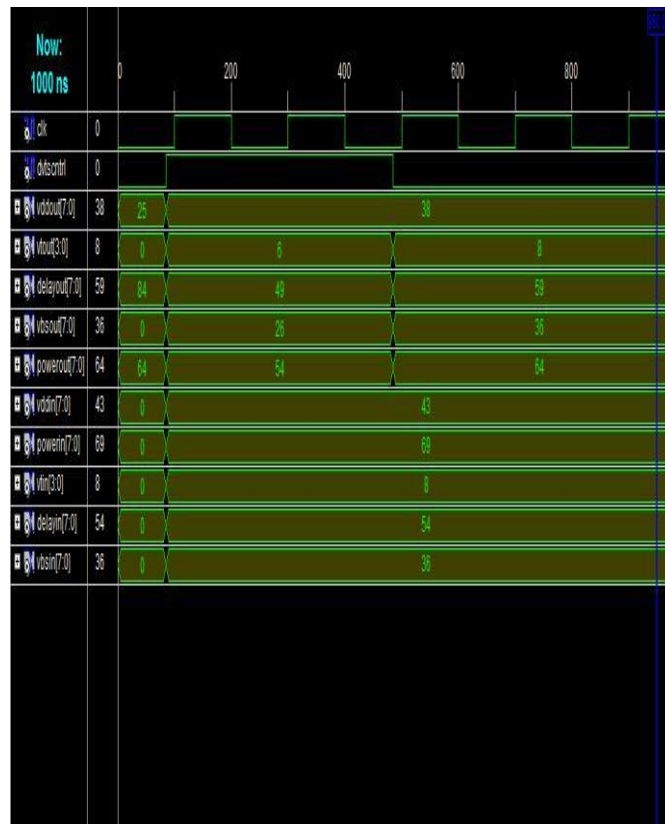 Now:
1000 ns
0 200 400 600 800
clk 0
dvtscntrl 0
vddout[7:0] 38 25 38
vtout[3:0] 8 0 6 8
delayout[7:0] 59 84 49 59
vbsout[7:0] 36 0 26 36
powerout[7:0] 64 64 54 64
vddin[7:0] 43 0 43
powerin[7:0] 69 0 69
vtin[3:0] 8 0 8
delayin[7:0] 54 0 54
vbsin[7:0] 36 0 36